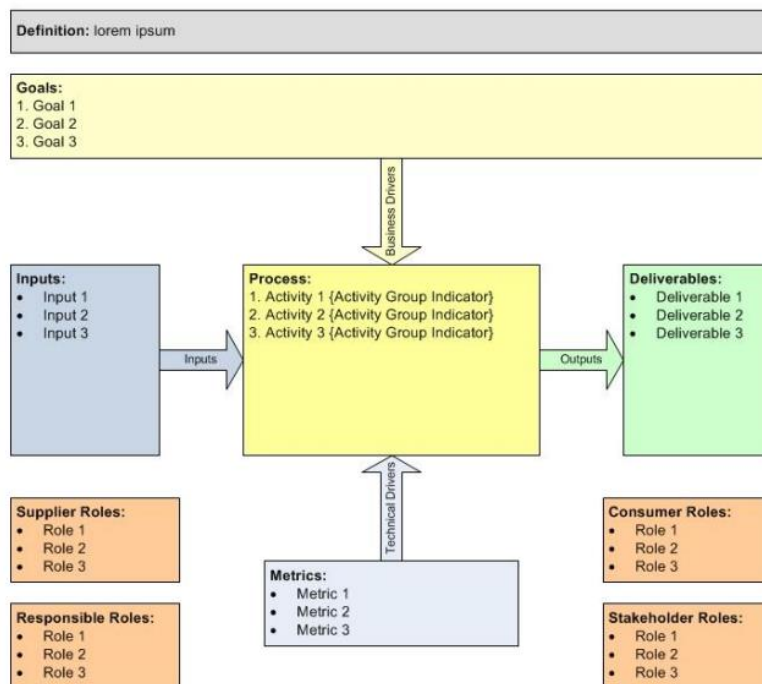 Definition: lorem ipsum
Goals:
1. Goal 1
2. Goal 2
3. Goal 3
Business Drivers
Inputs:
• Input 1
• Input 2
• Input 3
Inputs
Process:
1. Activity 1 {Activity Group Indicator}
2. Activity 2 {Activity Group Indicator}
3. Activity 3 {Activity Group Indicator}
Outputs
Deliverables:
• Deliverable 1
• Deliverable 2
• Deliverable 3
Technical Drivers
Supplier Roles:
• Role 1
• Role 2
• Role 3
Consumer Roles:
• Role 1
• Role 2
• Role 3
Metrics:
• Metric 1
• Metric 2
• Metric 3
Responsible Roles:
• Role 1
• Role 2
• Role 3
Stakeholder Roles:
• Role 1
• Role 2
• Role 3